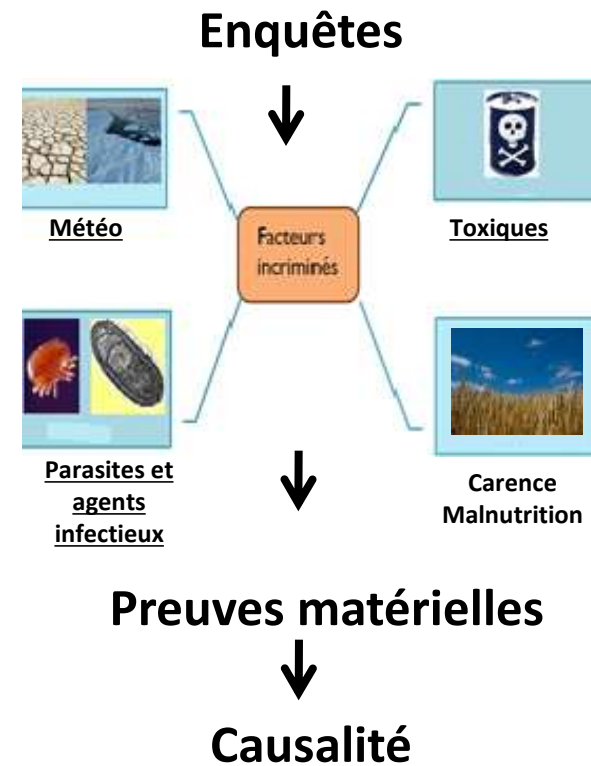 Enquêtes
Météo
Toxiques
Facteurs
incriminés
Parasites et
agents
infectieux
Carence
Malnutrition
Preuves matérielles
Causalité